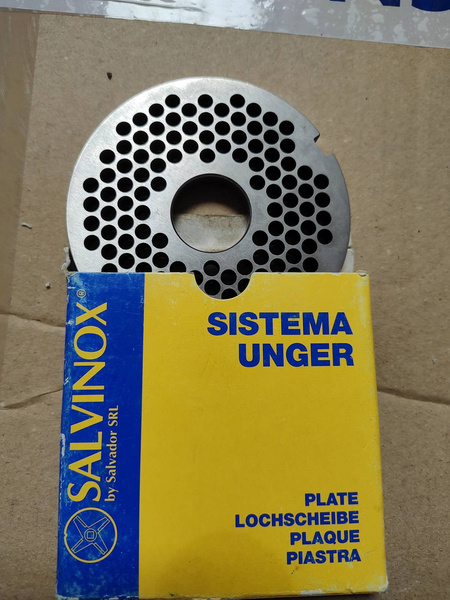 SISTEMA
UNGER
SALVINOX®
by Salvador SRL
PLATE
LOCHSCHEIBE
PLAQUE
PIASTRA